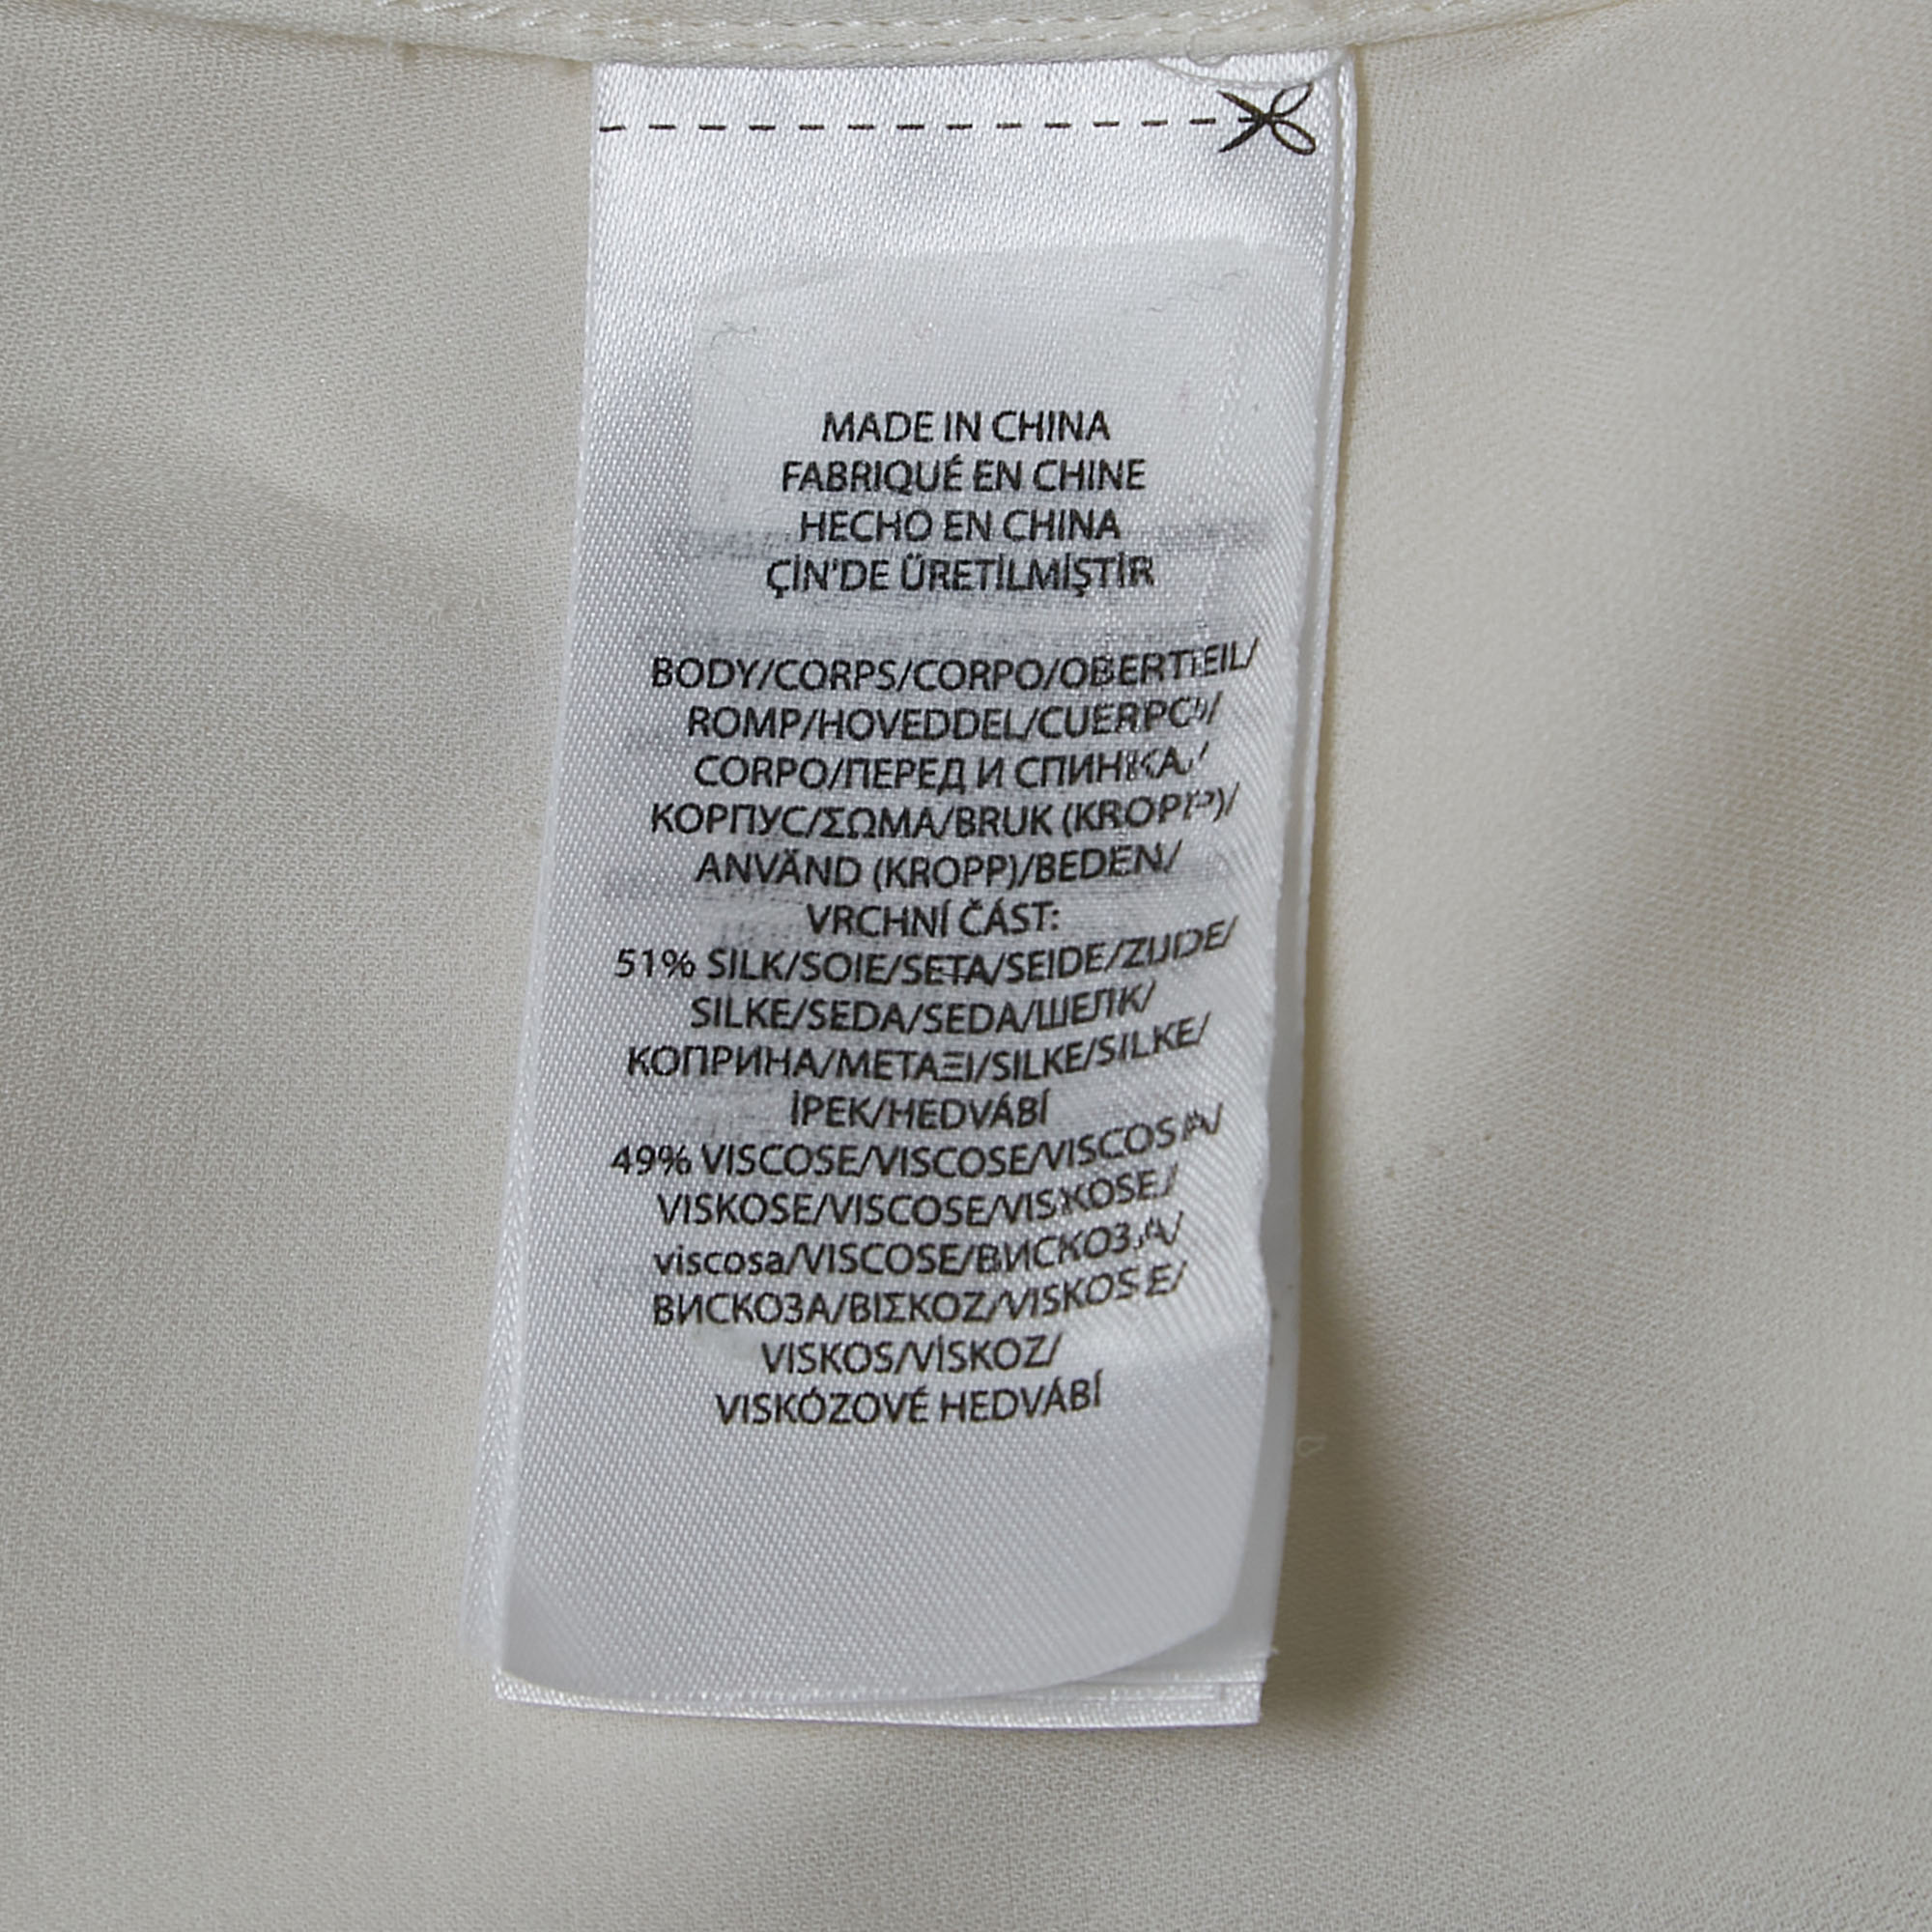 MADE IN CHINA
FABRIQUÉ EN CHINE
HECHO EN CHINA
ÇİN'DE ÜRETİLMİŞTİR
BODY/CORPS/CORPO/OBERTEIL/
ROMP/HOVEDDEL/CUERPO/
CORPO/ПЕРЕД И СПИНКА/
КОРПУС/ΣΩΜΑ/BRUK (KROPP)/
ANVÄND (KROPP)/BEDEN/
VRCHNÍ ČÁST:
51% SILK/SOIE/SETA/SEIDE/ZIJDE/
SILKE/SEDA/SEDA/ШЕЛК/
КОПРИНА/ΜΕΤΑΞΙ/SILKE/SILKE/
İPEK/HEDVÁBÍ
49% VISCOSE/VISCOSE/VISCOSA/
VISKOSE/VISCOSE/VISKOSE/
viscosa/VISCOSE/ВИСКОЗА/
ВИСКОЗА/ΒΙΣΚΟΖ/VISKOSE/
VISKOS/VİSKOZ/
VISKÓZOVÉ HEDVÁBÍ